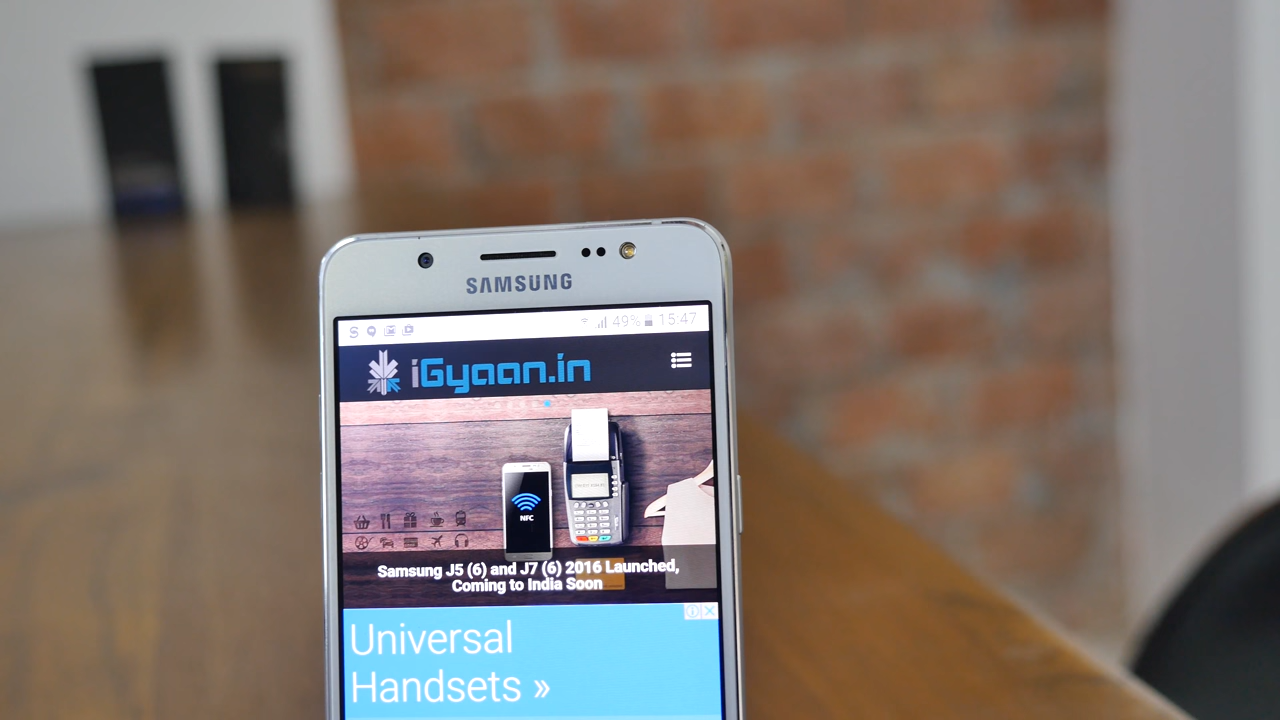 SAMSUNG
49% 15:47
iGyaan.in
NFC
Samsung J5 (6) and J7 (6) 2016 Launched,
Coming to India Soon
Universal
Handsets »